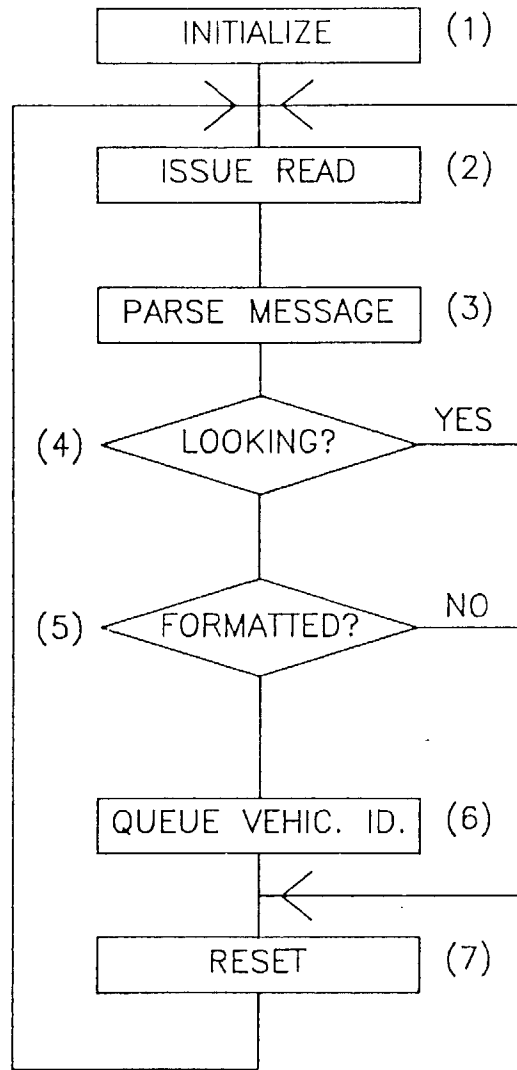 INITIALIZE (1)
ISSUE READ (2)
PARSE MESSAGE (3)
(4) LOOKING? YES
(5) FORMATTED? NO
QUEUE VEHIC. ID. (6)
RESET (7)